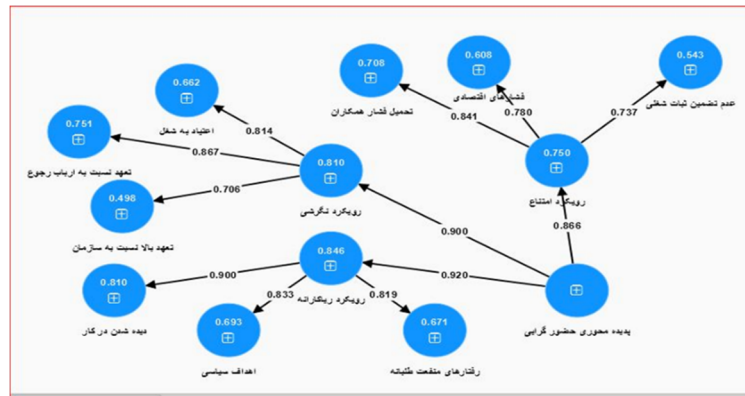 0.543
عدم تضمین ثبات شغلی
0.608
فشارهای اقتصادی
0.708
تحمیل فشار همکاران
0.662
اعتیاد به شغل
0.737
0.780
0.841
0.814
0.751
تعهد نسبت به ارباب رجوع
0.867
0.750
رویکرد امتناع
0.810
رویکرد نگرشی
0.706
0.498
تعهد بالا نسبت به سازمان
0.866
0.900
0.846
رویکرد ریاکارانه
0.920
پدیده محوری حضور گرایی
0.900
0.810
دیده شدن در کار
0.833
0.819
0.693
اهداف سیاسی
0.671
رفتارهای منفعت طلبانه